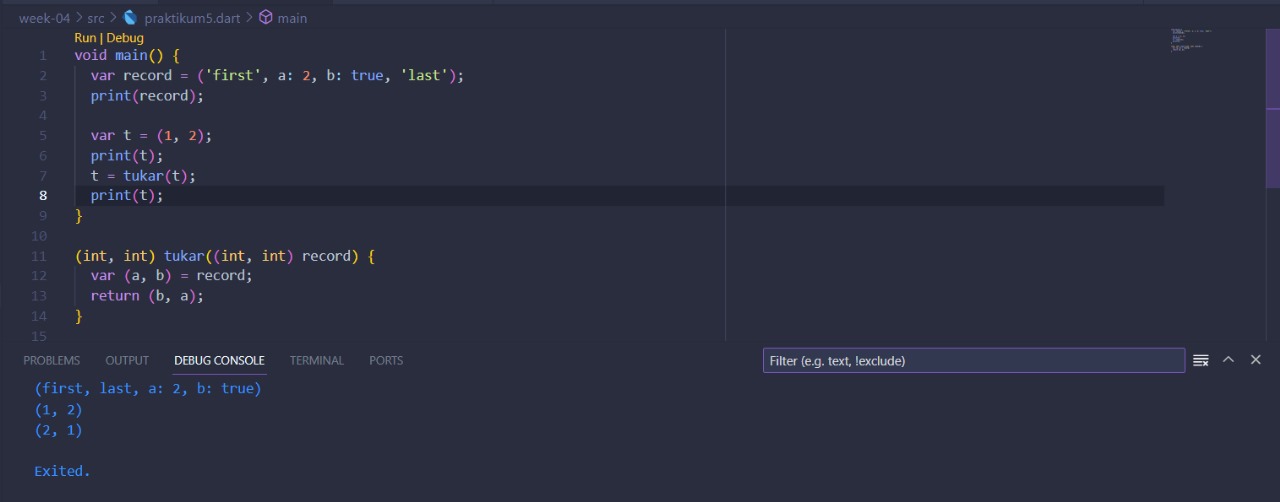 week-04 > src > praktikum5.dart > main
Run | Debug
1 void main() {
2 var record = ('first', a: 2, b: true, 'last');
3 print(record);
4
5 var t = (1, 2);
6 print(t);
7 t = tukar(t);
8 print(t);
9 }
10
11 (int, int) tukar((int, int) record) {
12 var (a, b) = record;
13 return (b, a);
14 }
15
PROBLEMS OUTPUT DEBUG CONSOLE TERMINAL PORTS Filter (e.g. text, !exclude)
(first, last, a: 2, b: true)
(1, 2)
(2, 1)
Exited.